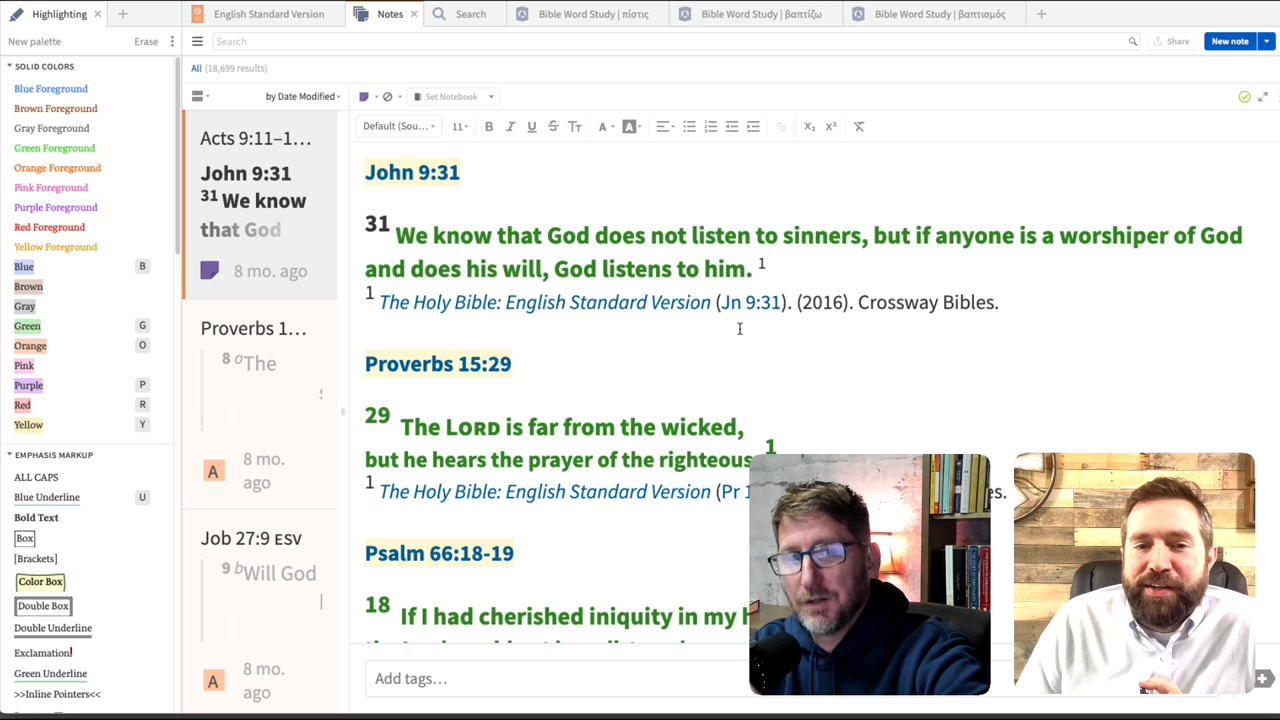 Highlighting
English Standard Version
Notes
Search
Bible Word Study | πίστις
Bible Word Study | βαπτίζω
Bible Word Study | βαπτισμός
New palette
Erase
Search
Share
New note
SOLID COLORS
Blue Foreground
Brown Foreground
Gray Foreground
Green Foreground
Orange Foreground
Pink Foreground
Purple Foreground
Red Foreground
Yellow Foreground
Blue B
Brown
Gray
Green G
Orange O
Pink
Purple P
Red R
Yellow Y
EMPHASIS MARKUP
ALL CAPS
Blue Underline U
Bold Text
Box
[Brackets]
Color Box
Double Box
Double Underline
Exclamation!
Green Underline
>>Inline Pointers<<
All (18,699 results)
by Date Modified
Acts 9:11–1…
John 9:31
31 We know
that God
8 mo. ago
Proverbs 1…
8 oThe
A
8 mo.
ago
Job 27:9 ESV
9 bWill God
A
8 mo.
ago
Set Notebook
Default (Sou...
11
B I U S Tт A A X₂ X²
John 9:31
31 We know that God does not listen to sinners, but if anyone is a worshiper of God
and does his will, God listens to him. 1
1 The Holy Bible: English Standard Version (Jn 9:31). (2016). Crossway Bibles.
Proverbs 15:29
29 The LORD is far from the wicked,
but he hears the prayer of the righteous. 1
1 The Holy Bible: English Standard Version (Pr 1
es.
Psalm 66:18-19
18 If I had cherished iniquity in my h
Add tags…